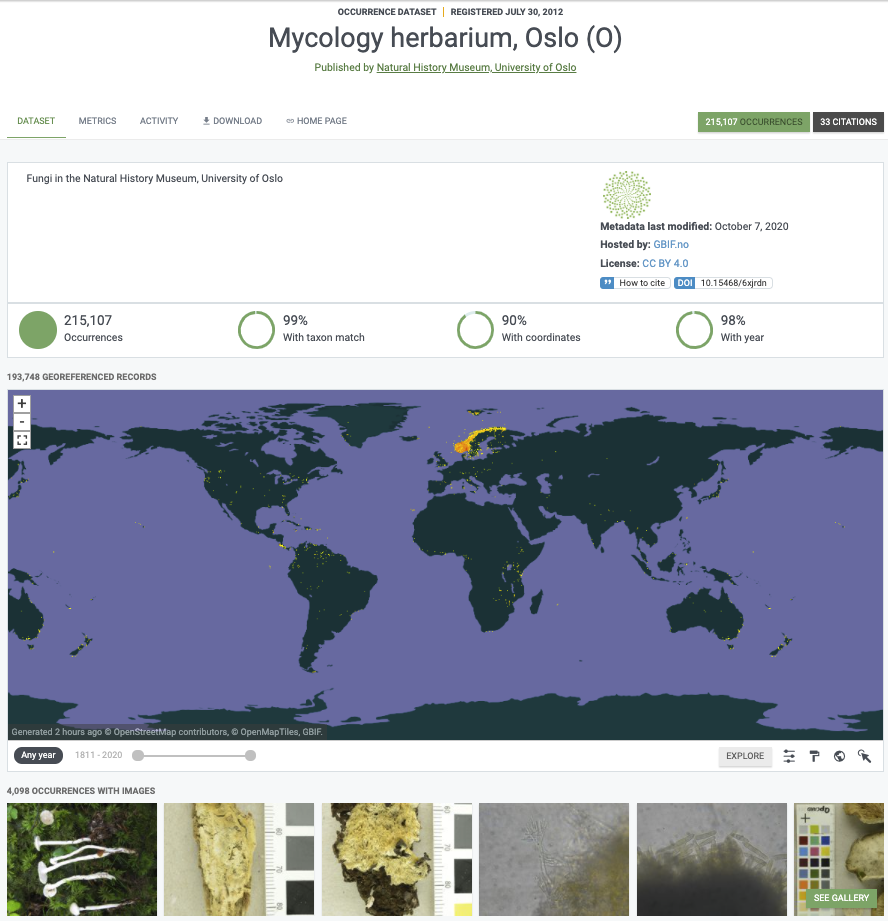 OCCURRENCE DATASET | REGISTERED JULY 30, 2012
Mycology herbarium, Oslo (O)
Published by Natural History Museum, University of Oslo
DATASET METRICS ACTIVITY DOWNLOAD HOME PAGE 215,107 OCCURRENCES 33 CITATIONS
Fungi in the Natural History Museum, University of Oslo
Metadata last modified: October 7, 2020
Hosted by: GBIF.no
License: CC BY 4.0
How to cite DOI 10.15468/6xjrdn
215,107 99% 90% 98%
Occurrences With taxon match With coordinates With year
193,748 GEOREFERENCED RECORDS
+
-
Generated 2 hours ago © OpenStreetMap contributors, © OpenMapTiles, GBIF.
Any year 1811 - 2020 EXPLORE
4,098 OCCURRENCES WITH IMAGES
SEE GALLERY